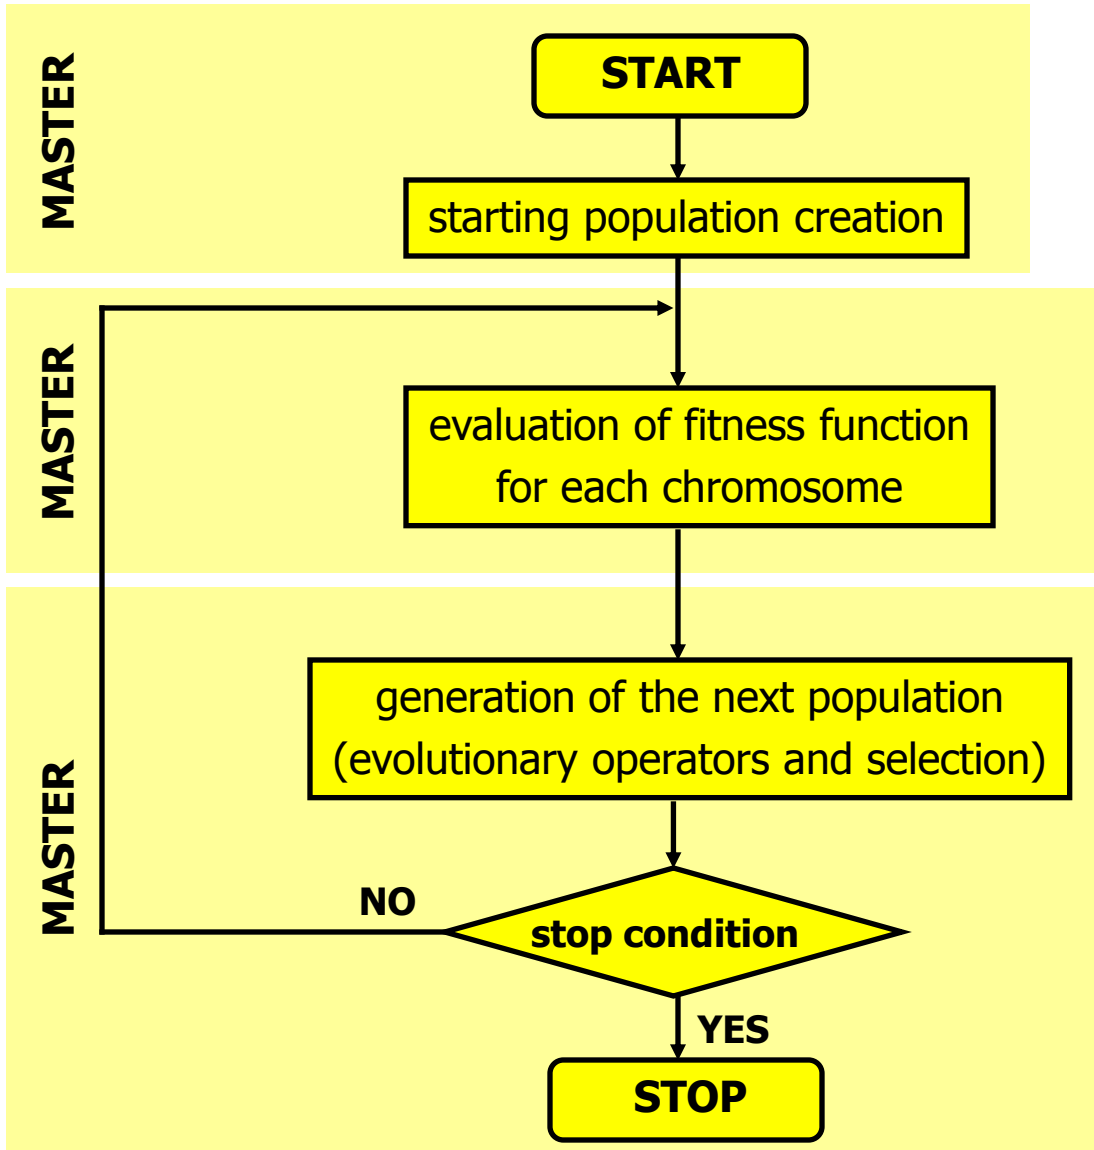 MASTER
START
starting population creation
MASTER
evaluation of fitness function
for each chromosome
MASTER
generation of the next population
(evolutionary operators and selection)
NO
stop condition
YES
STOP